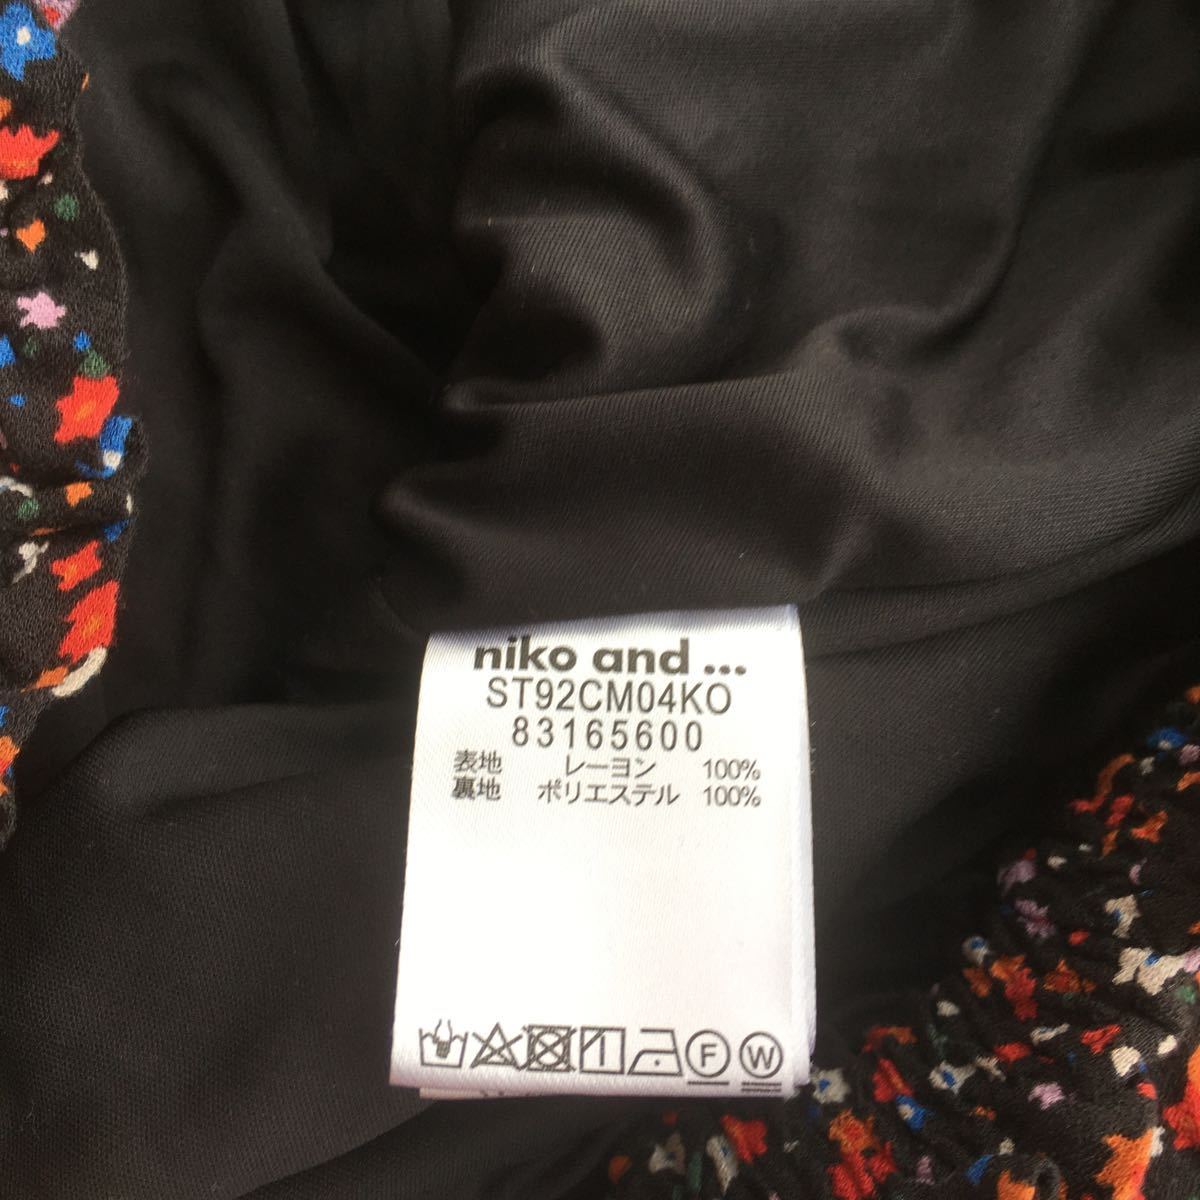 niko and ...
ST92CM04KO
83165600
表地 レーヨン 100%
裏地 ポリエステル 100%
F W